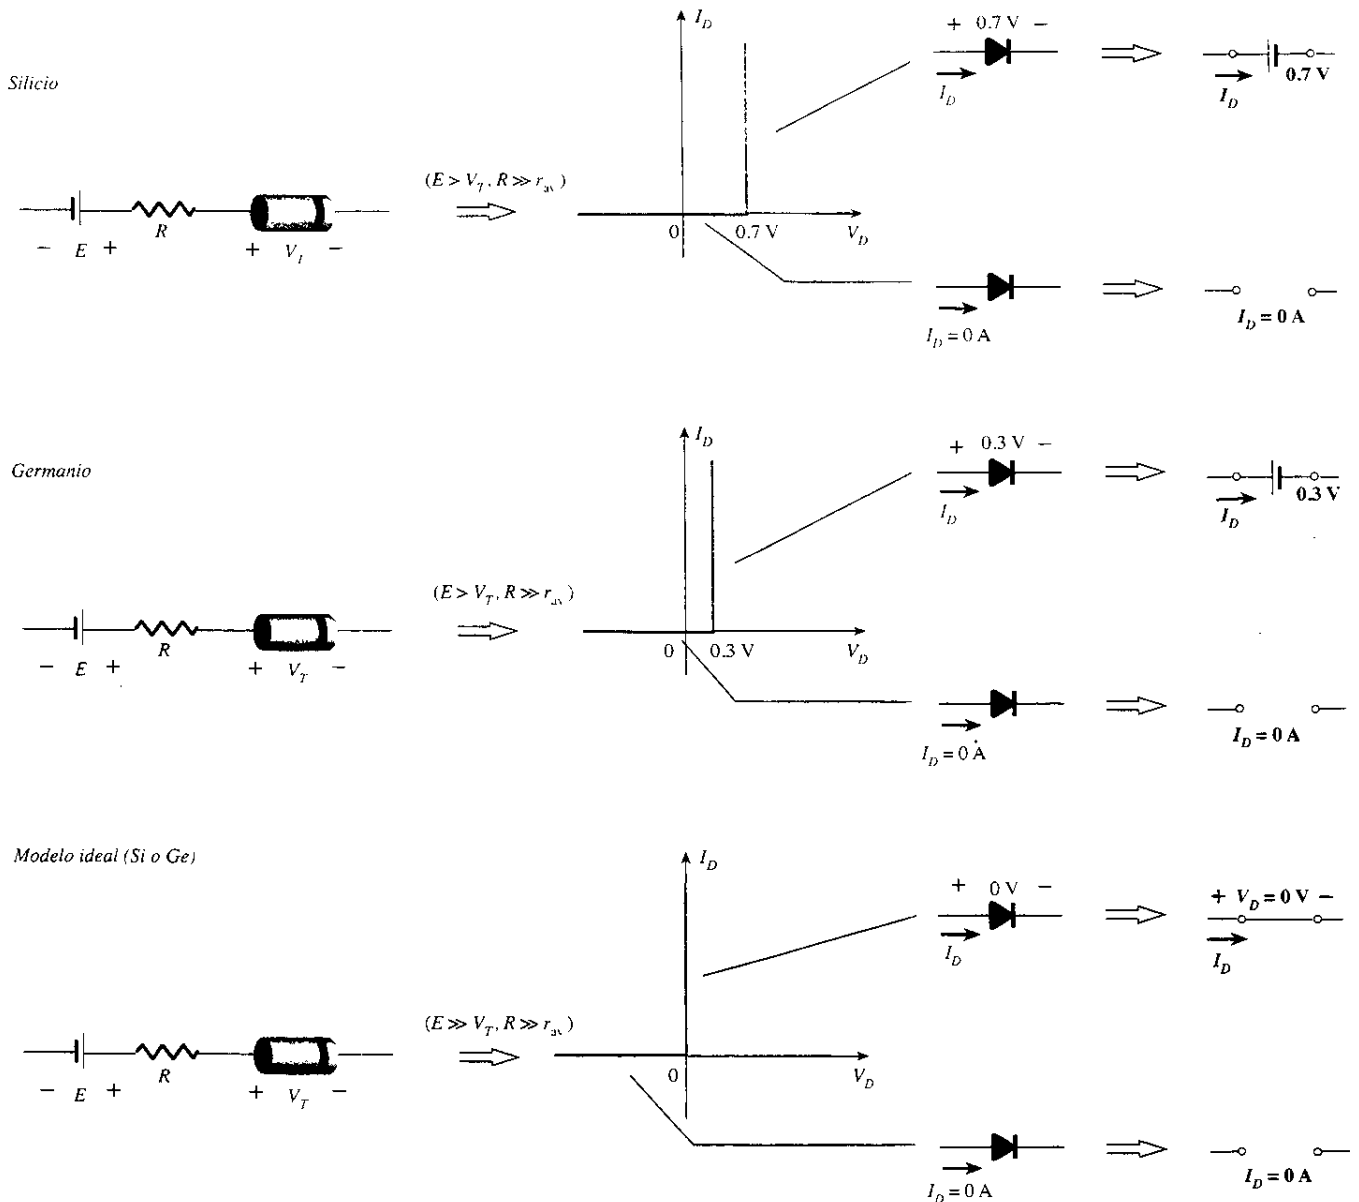 Silicio
I_D
+ 0.7 V −
I_D
0.7 V
I_D
(E > V_T, R ≫ r_av)
R
− E + + V_T −
0 0.7 V V_D
I_D = 0 A
I_D = 0 A
Germanio
I_D
+ 0.3 V −
I_D
0.3 V
I_D
(E > V_T, R ≫ r_av)
R
− E + + V_T −
0 0.3 V V_D
I_D = 0 A
I_D = 0 A
Modelo ideal (Si o Ge)
I_D
+ 0 V −
I_D
+ V_D = 0 V −
I_D
(E ≫ V_T, R ≫ r_av)
R
− E + + V_T −
0 V_D
I_D = 0 A
I_D = 0 A